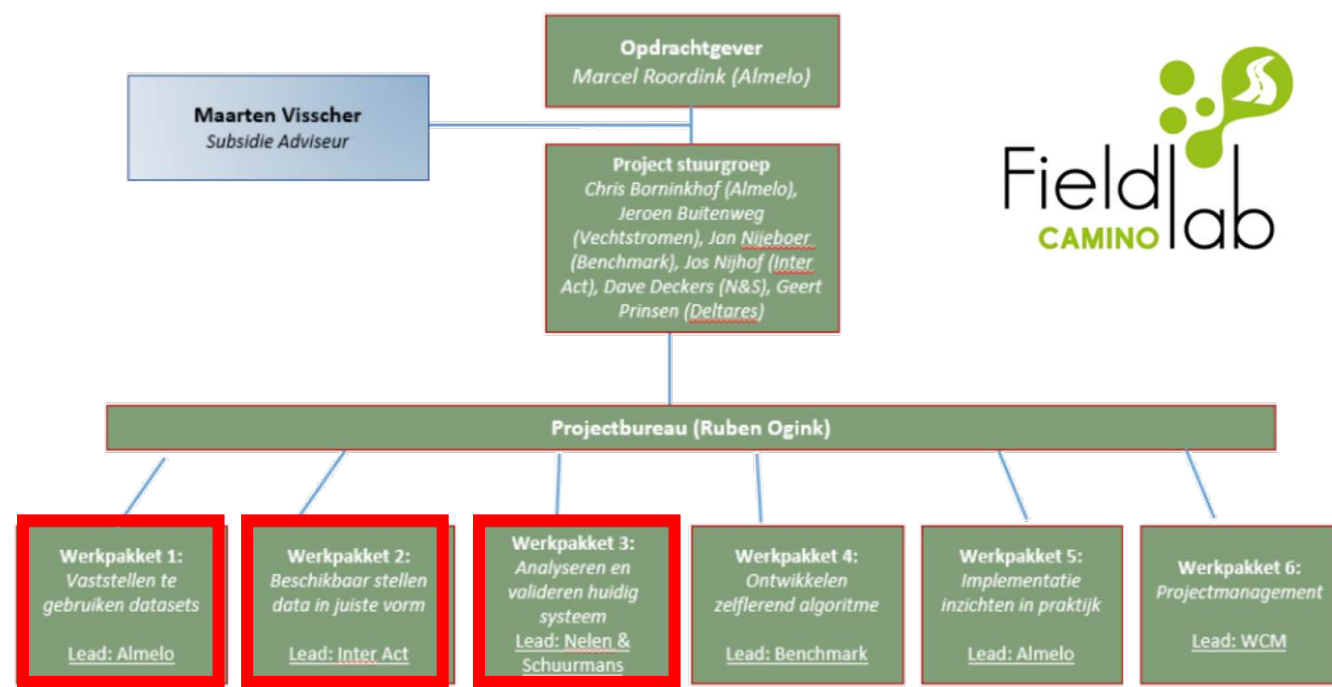 Opdrachtgever
Marcel Roordink (Almelo)
Maarten Visscher
Subsidie Adviseur
Project stuurgroep
Chris Borninkhof (Almelo),
Jeroen Buitenweg
(Vechtstromen), Jan Nijeboer
(Benchmark), Jos Nijhof (Inter
Act), Dave Deckers (N&S), Geert
Prinsen (Deltares)
Field lab
CAMINO
Projectbureau (Ruben Ogink)
Werkpakket 1:
Vaststellen te
gebruiken datasets
Lead: Almelo
Werkpakket 2:
Beschikbaar stellen
data in juiste vorm
Lead: Inter Act
Werkpakket 3:
Analyseren en
valideren huidig
systeem
Lead: Nelen &
Schuurmans
Werkpakket 4:
Ontwikkelen
zelflerend algoritme
Lead: Benchmark
Werkpakket 5:
Implementatie
inzichten in praktijk
Lead: Almelo
Werkpakket 6:
Projectmanagement
Lead: WCM